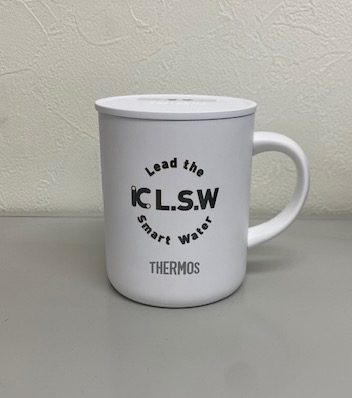 Lead the
K L.S.W
Smart Water
THERMOS